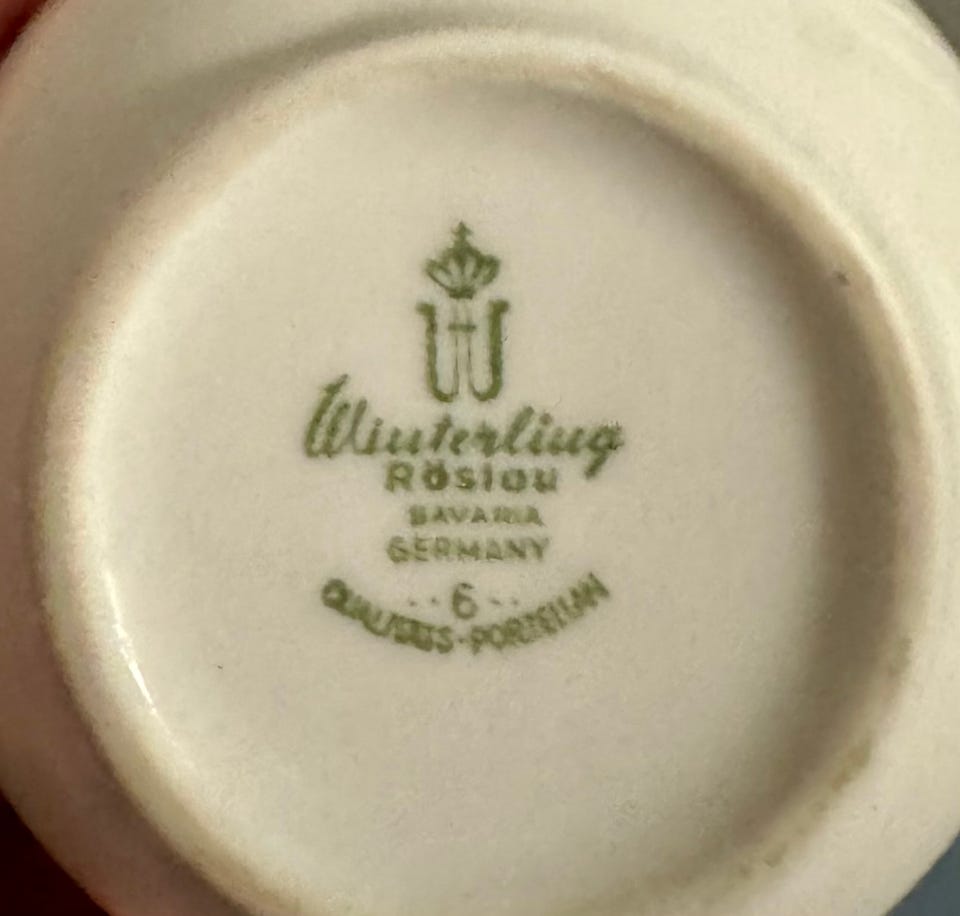 Winterling
Röslau
BAVARIA
GERMANY
·· 6 ··
QUALITÄTS-PORZELLAN